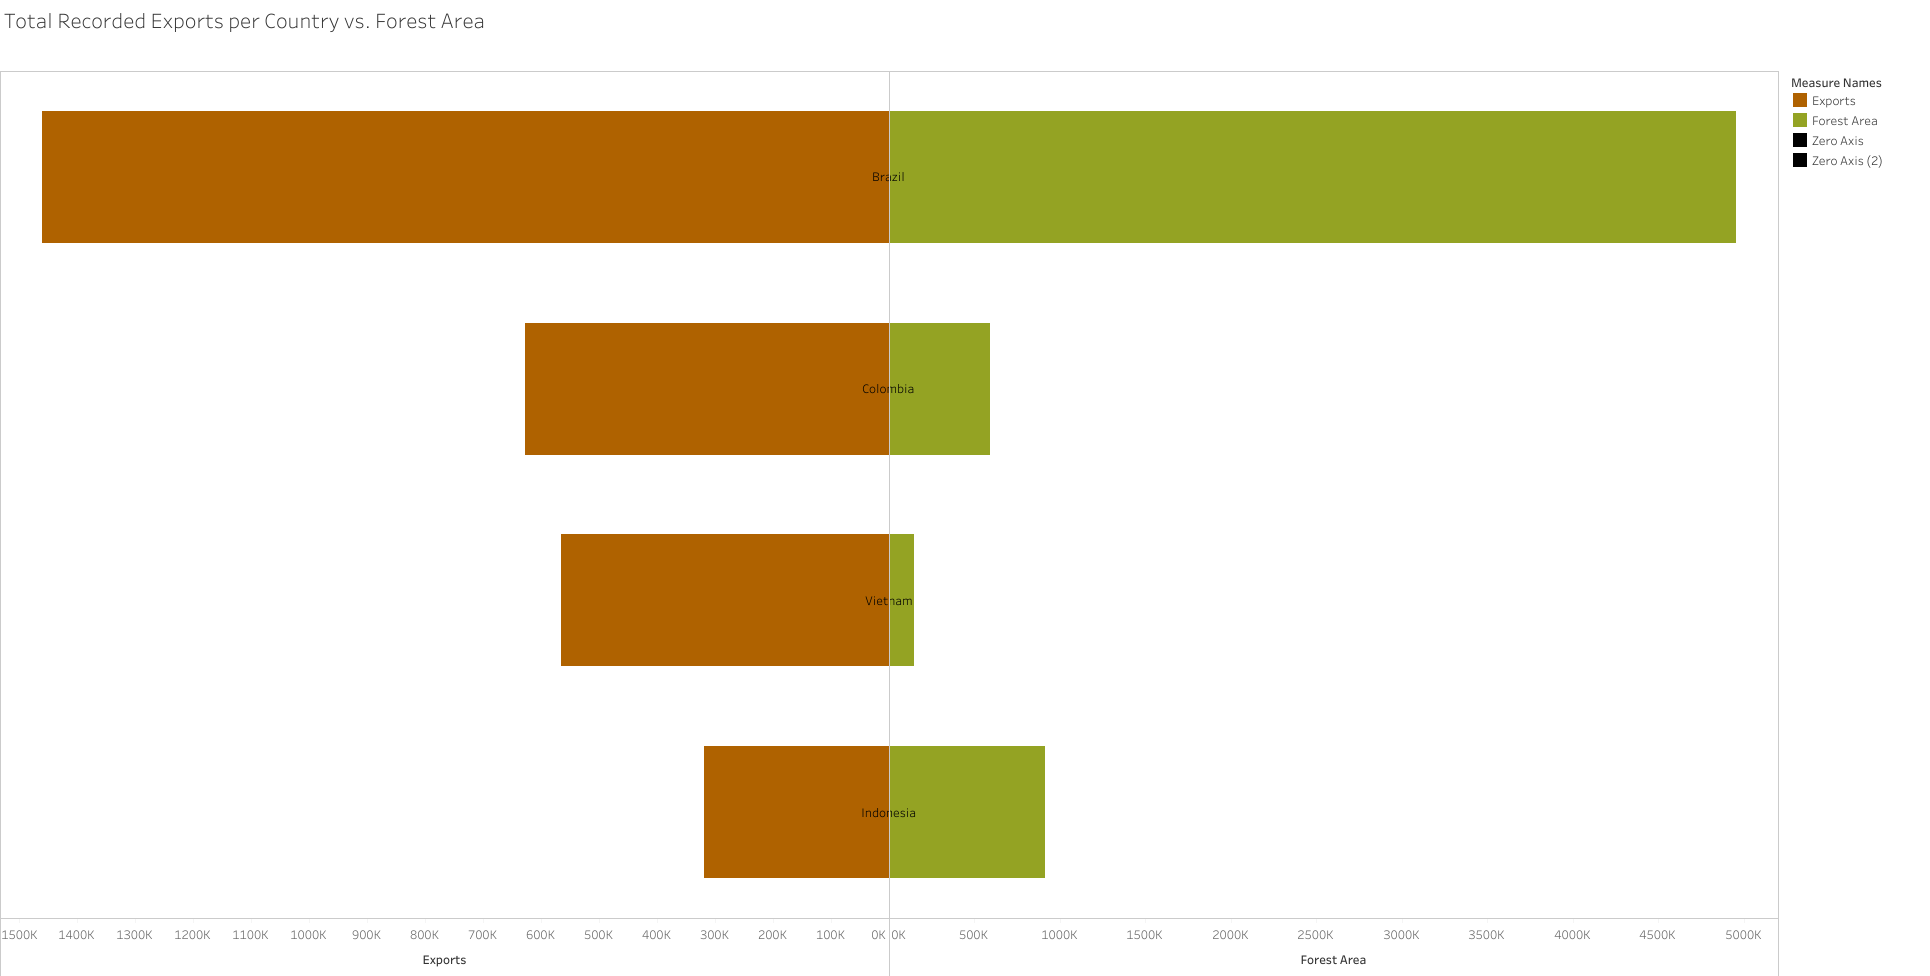 Total Recorded Exports per Country vs. Forest Area
Measure Names
Exports
Forest Area
Zero Axis
Zero Axis (2)
Brazil
Colombia
Vietnam
Indonesia
1500K 1400K 1300K 1200K 1100K 1000K 900K 800K 700K 600K 500K 400K 300K 200K 100K 0K 0K 500K 1000K 1500K 2000K 2500K 3000K 3500K 4000K 4500K 5000K
Exports Forest Area